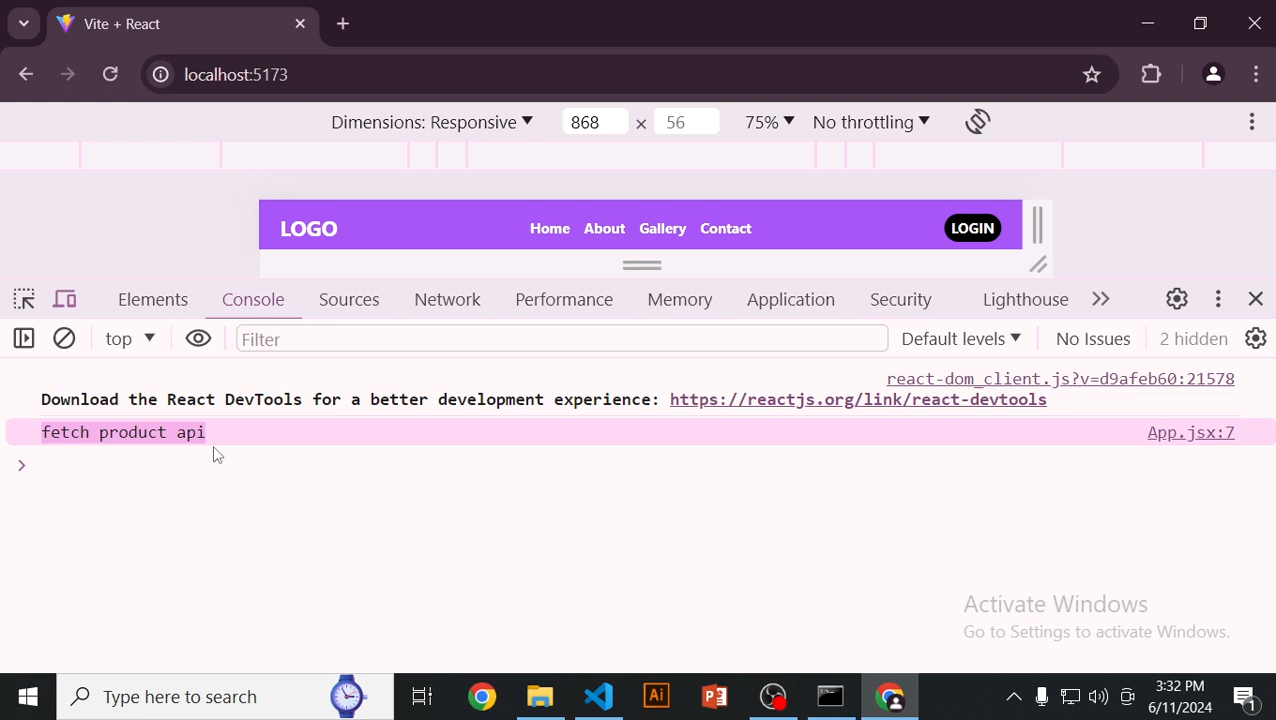 Vite + React
localhost:5173
Dimensions: Responsive 868 × 56 75% No throttling
LOGO Home About Gallery Contact LOGIN
Elements Console Sources Network Performance Memory Application Security Lighthouse
top Filter Default levels No Issues 2 hidden
react-dom_client.js?v=d9afeb60:21578
Download the React DevTools for a better development experience: https://reactjs.org/link/react-devtools
fetch product api App.jsx:7
Activate Windows
Go to Settings to activate Windows.
Type here to search Ai P 3:32 PM
6/11/2024 1